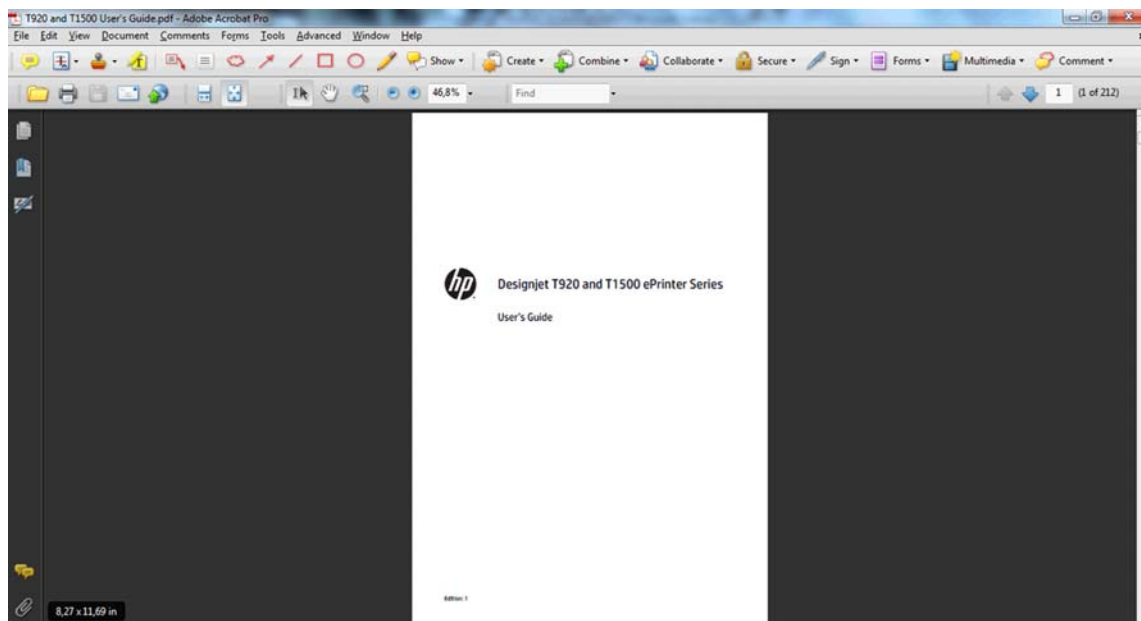 T920 and T1500 User's Guide.pdf - Adobe Acrobat Pro
File Edit View Document Comments Forms Tools Advanced Window Help
Show Create Combine Collaborate Secure Sign Forms Multimedia Comment
46,8% Find 1 (1 of 212)
hp
Designjet T920 and T1500 ePrinter Series
User's Guide
Edition: 1
8,27 x 11,69 in